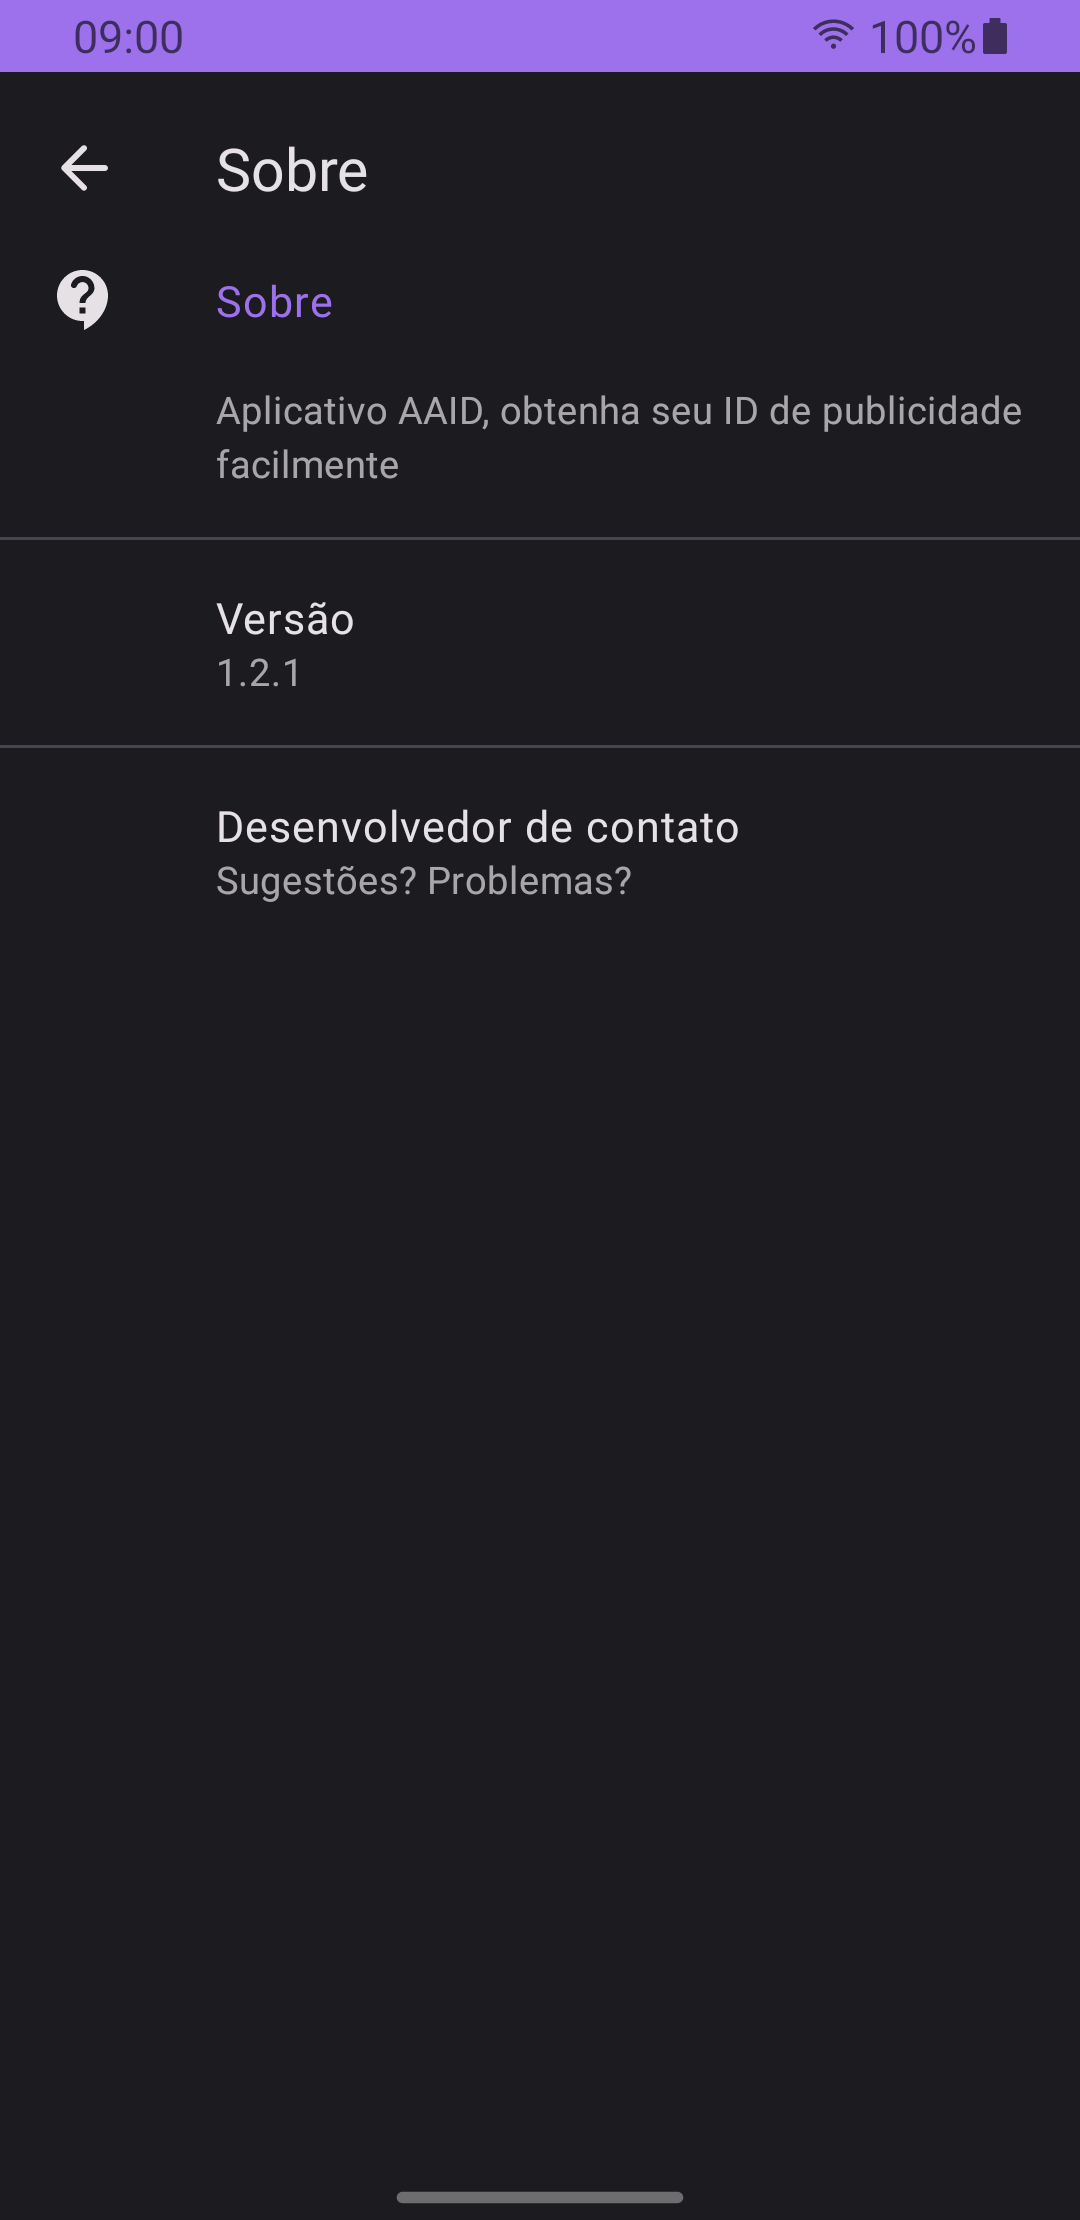 09:00 100%
Sobre
Sobre
Aplicativo AAID, obtenha seu ID de publicidade
facilmente
Versão
1.2.1
Desenvolvedor de contato
Sugestões? Problemas?